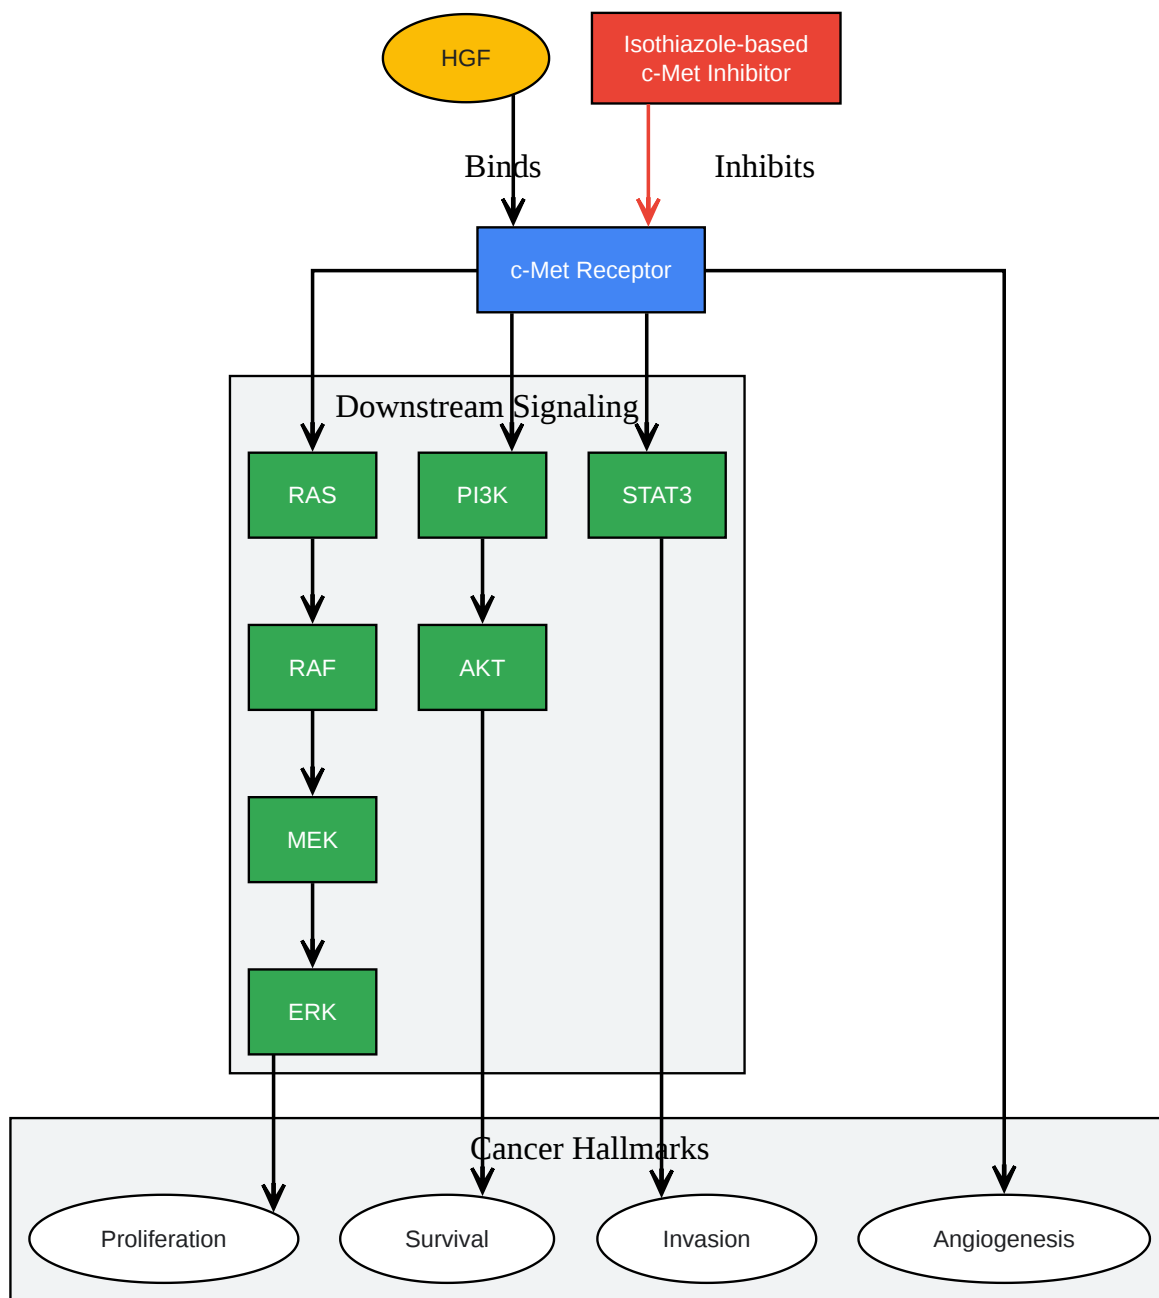 HGF
Isothiazole-based
c-Met Inhibitor
Binds
Inhibits
c-Met Receptor
Downstream Signaling
RAS
PI3K
STAT3
RAF
AKT
MEK
ERK
Cancer Hallmarks
Proliferation
Survival
Invasion
Angiogenesis